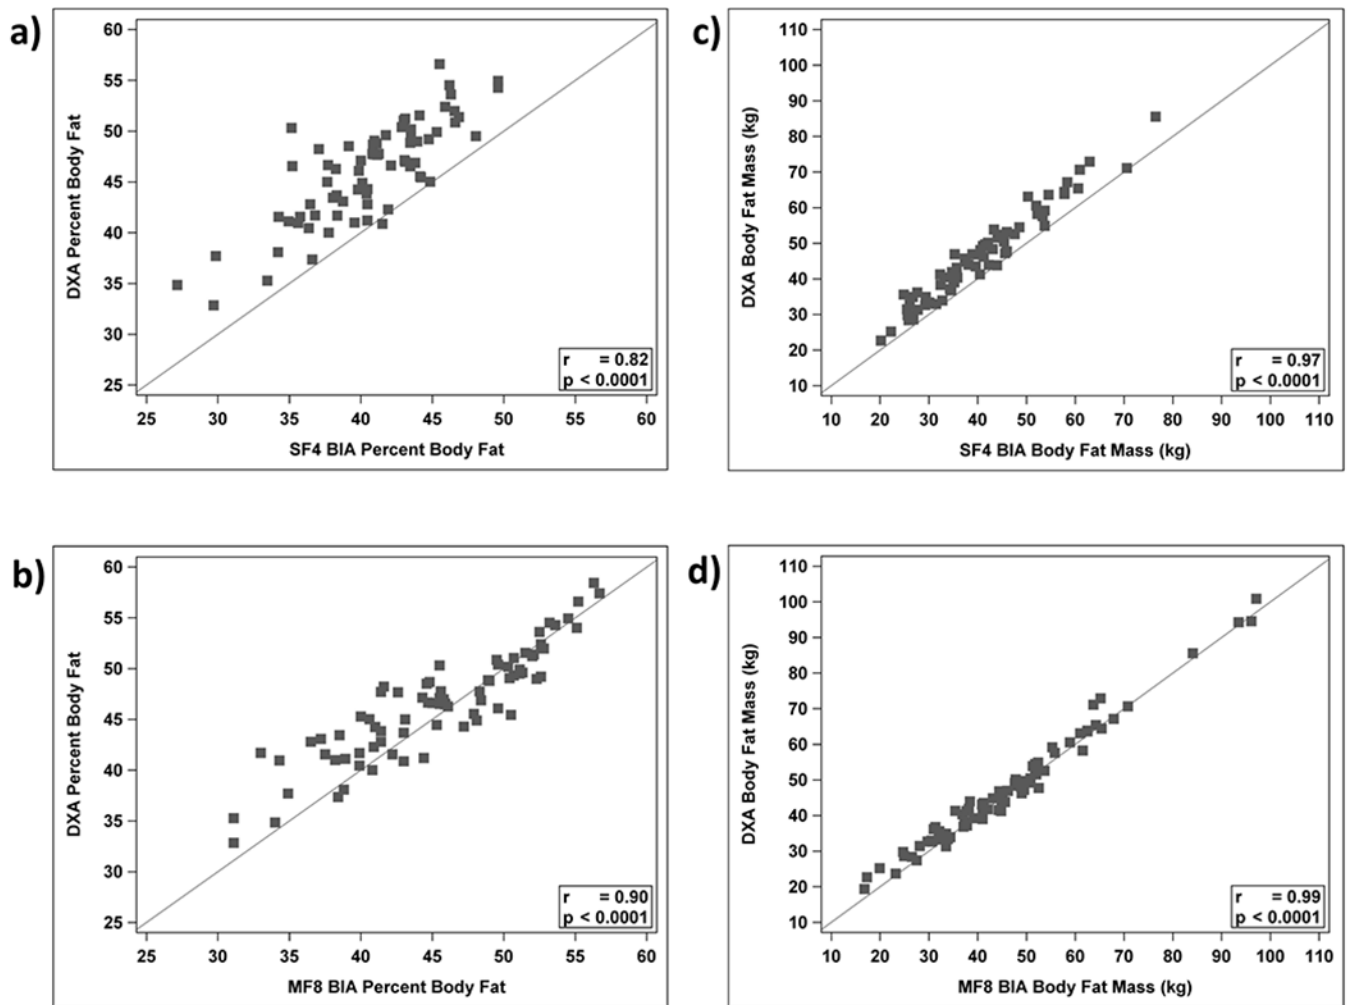 a)
60
55
50
45
40
35
30
25
DXA Percent Body Fat
r = 0.82
p < 0.0001
25 30 35 40 45 50 55 60
SF4 BIA Percent Body Fat
c)
110
100
90
80
70
60
50
40
30
20
10
DXA Body Fat Mass (kg)
r = 0.97
p < 0.0001
10 20 30 40 50 60 70 80 90 100 110
SF4 BIA Body Fat Mass (kg)
b)
60
55
50
45
40
35
30
25
DXA Percent Body Fat
r = 0.90
p < 0.0001
25 30 35 40 45 50 55 60
MF8 BIA Percent Body Fat
d)
110
100
90
80
70
60
50
40
30
20
10
DXA Body Fat Mass (kg)
r = 0.99
p < 0.0001
10 20 30 40 50 60 70 80 90 100 110
MF8 BIA Body Fat Mass (kg)